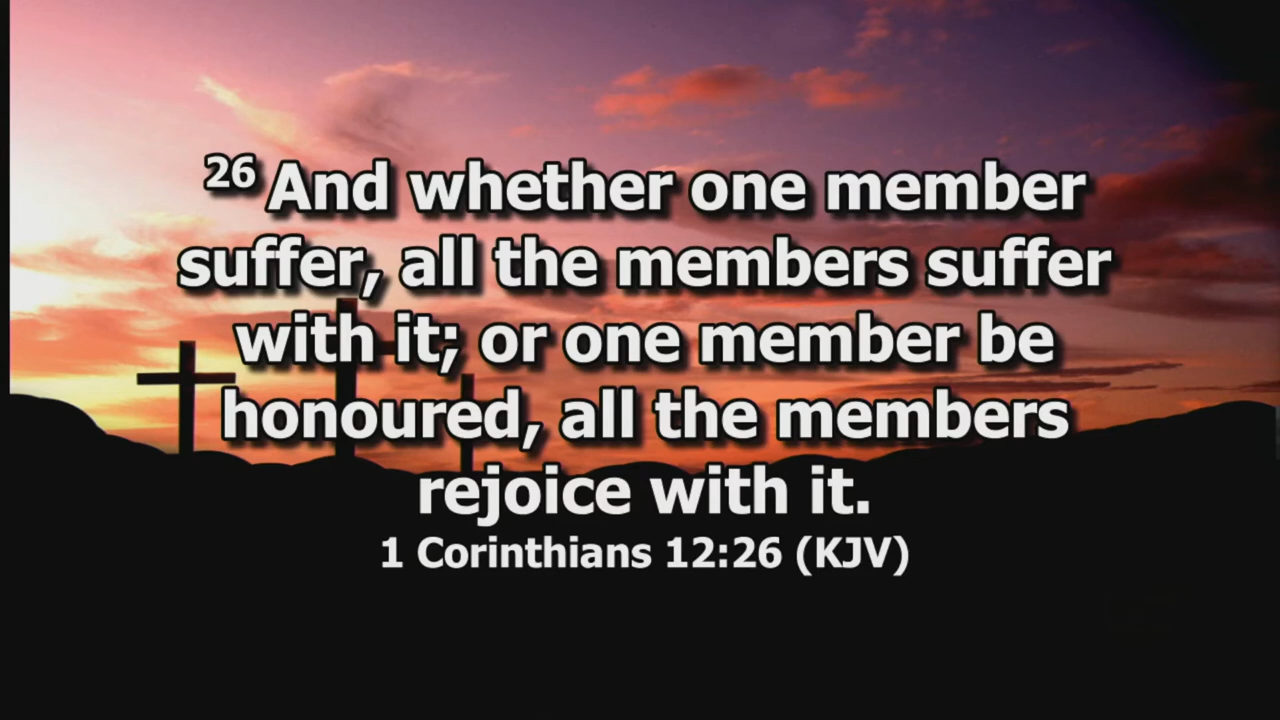 26 And whether one member
suffer, all the members suffer
with it; or one member be
honoured, all the members
rejoice with it.
1 Corinthians 12:26 (KJV)